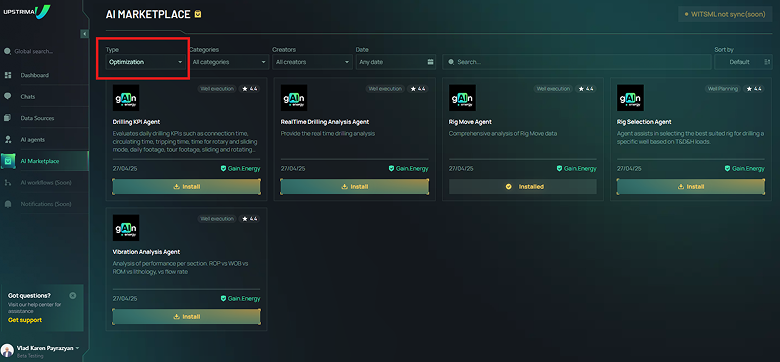 UPSTRIMA
AI MARKETPLACE
WITSML not sync(soon)
Global search...
Dashboard
Chats
Data Sources
AI agents
AI Marketplace
AI workflows (Soon)
Notifications (Soon)
Got questions?
Visit our help center for
assistance
Get support
Vlad Karen Payrazyan
Beta Testing
Type
Optimization
Categories
All categories
Creators
All creators
Date
Any date
Search...
Sort by
Default
gAIn
energy
Well execution
4.4
Drilling KPI Agent
Evaluates daily drilling KPIs such as connection time,
circulating time, tripping time, time for rotary and sliding
mode, daily footage, tour footage, sliding and rotating...
27/04/25
Gain.Energy
Install
gAIn
energy
Well execution
4.4
RealTime Drilling Analysis Agent
Provide the real time drilling analysis
27/04/25
Gain.Energy
Install
gAIn
energy
Well execution
4.4
Rig Move Agent
Comprehensive analysis of Rig Move data
27/04/25
Gain.Energy
Installed
gAIn
energy
Well Planning
4.4
Rig Selection Agent
Agent assists in selecting the best suited rig for drilling a
specific well based on T&D&H loads.
27/04/25
Gain.Energy
Install
gAIn
energy
Well execution
4.4
Vibration Analysis Agent
Analysis of performance per section. ROP vs WOB vs
ROM vs lithology, vs flow rate
27/04/25
Gain.Energy
Install